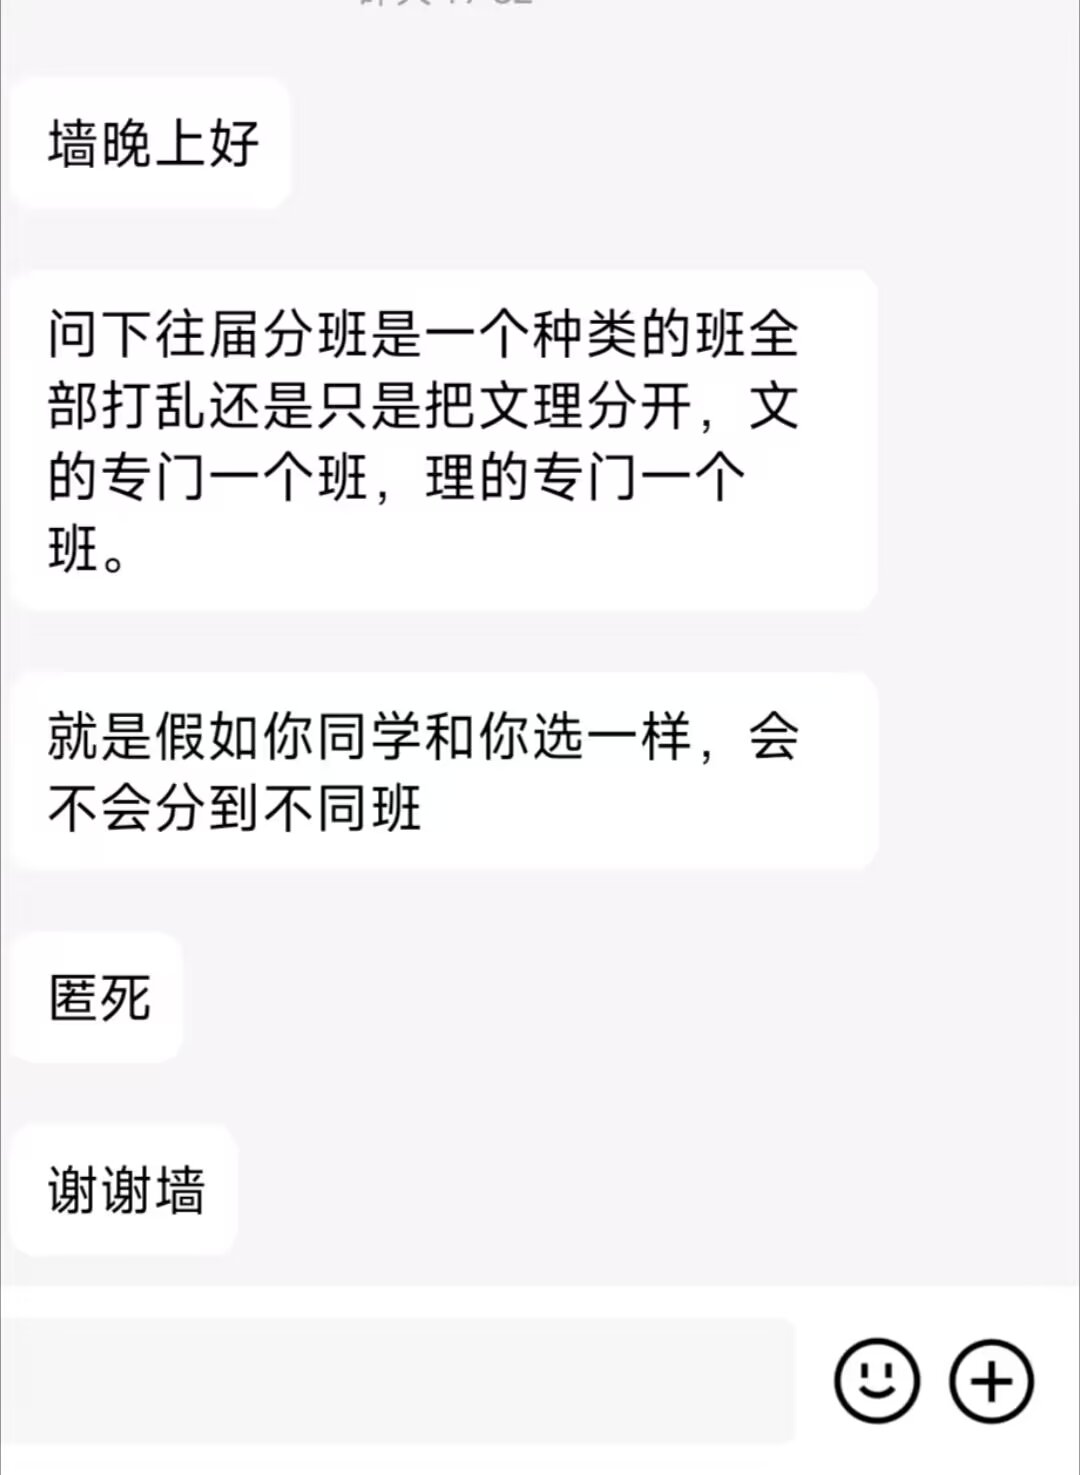 墙晚上好
问下往届分班是一个种类的班全
部打乱还是只是把文理分开，文
的专门一个班，理的专门一个
班。
就是假如你同学和你选一样，会
不会分到不同班
匿死
谢谢墙